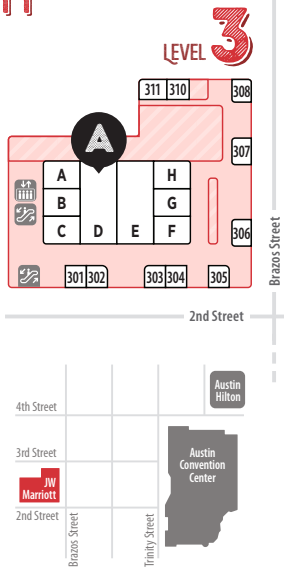 LEVEL 3
311 310 308
A
307
A H
B G
C D E F
306
301 302 303 304 305
Brazos Street
2nd Street
Austin
Hilton
4th Street
3rd Street
Austin
Convention
Center
JW
Marriott
2nd Street
Brazos Street
Trinity Street